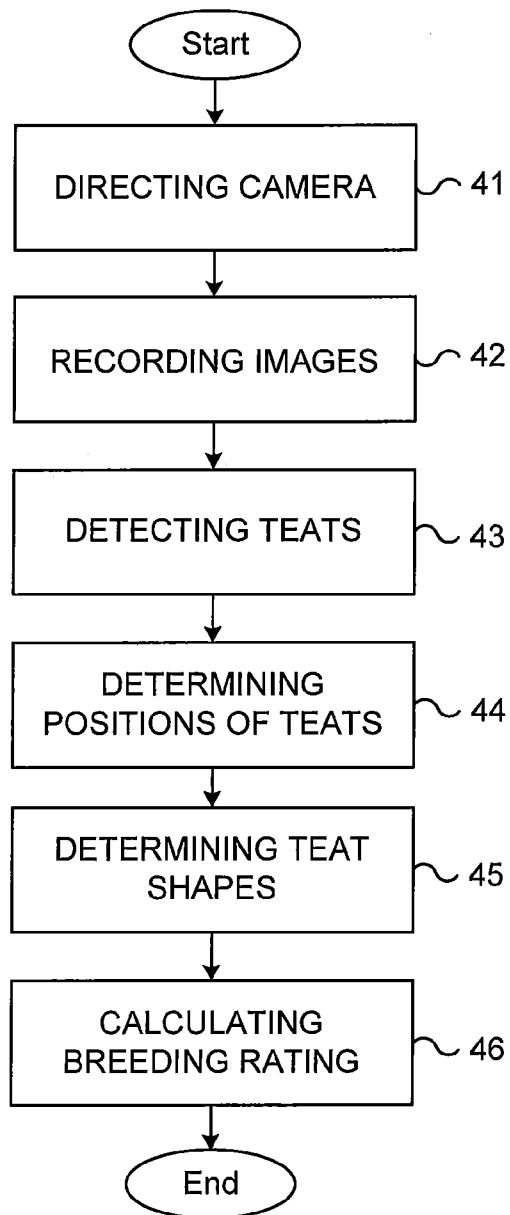 Start
DIRECTING CAMERA
41
RECORDING IMAGES
42
DETECTING TEATS
43
DETERMINING
POSITIONS OF TEATS
44
DETERMINING TEAT
SHAPES
45
CALCULATING
BREEDING RATING
46
End